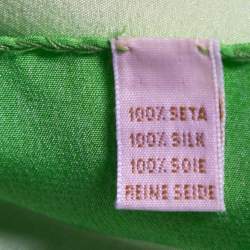 100% SETA
100% SILK
100% SOIE
REINE SEIDE